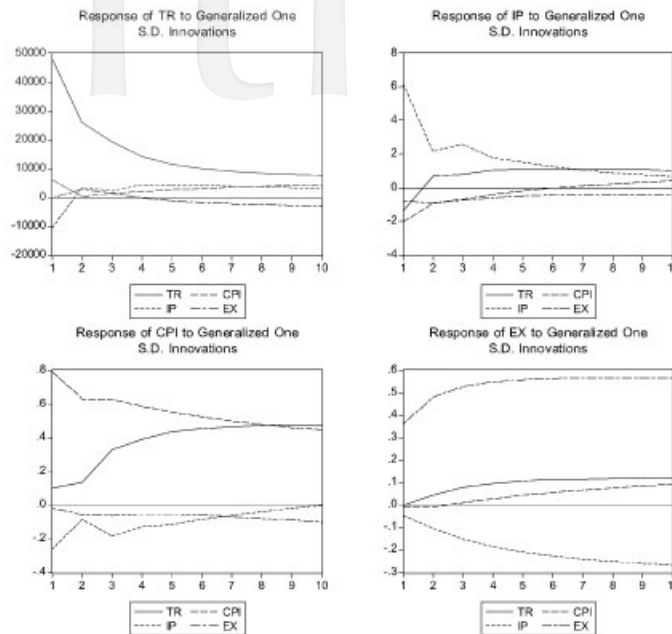 Response of TR to Generalized One
S.D. Innovations
50000
40000
30000
20000
10000
0
-10000
-20000
1 2 3 4 5 6 7 8 9 10
TR CPI
IP EX
Response of IP to Generalized One
S.D. Innovations
8
6
4
2
0
-2
-4
1 2 3 4 5 6 7 8 9 1
TR CPI
IP EX
Response of CPI to Generalized One
S.D. Innovations
.8
.6
.4
.2
.0
-.2
-.4
1 2 3 4 5 6 7 8 9 10
TR CPI
IP EX
Response of EX to Generalized One
S.D. Innovations
.6
.5
.4
.3
.2
.1
.0
-.1
-.2
-.3
1 2 3 4 5 6 7 8 9 1
TR CPI
IP EX